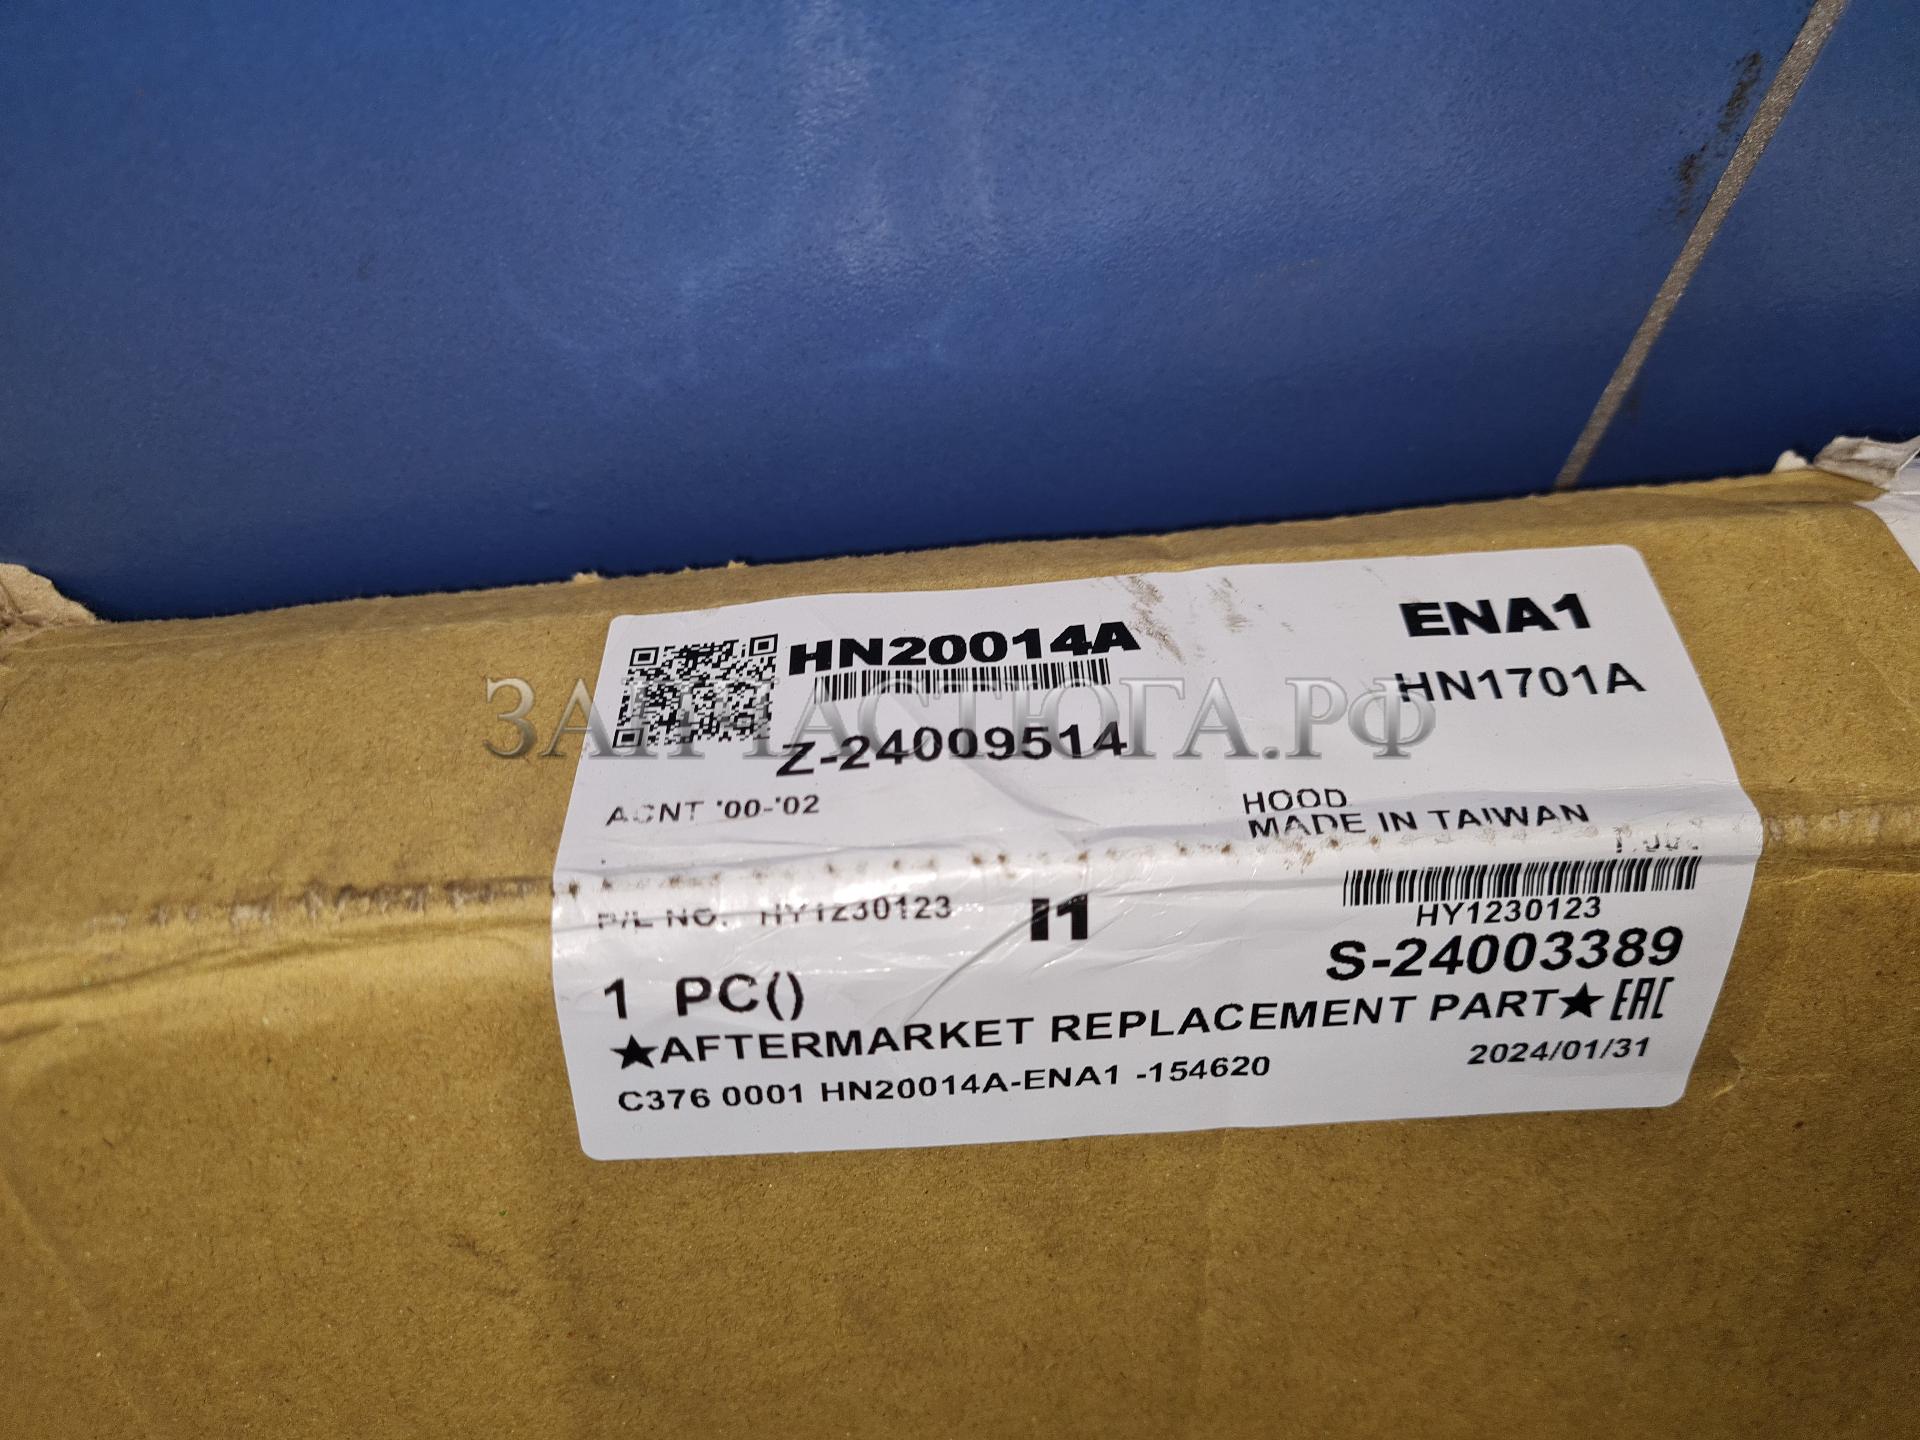 HN20014A
ENA1
HN1701A
Z-24009514
ACNT '00-'02
HOOD
MADE IN TAIWAN
P/L NO. HY1230123
I1
HY1230123
S-24003389
1 PC()
★AFTERMARKET REPLACEMENT PART★ EAC
C376 0001 HN20014A-ENA1 -154620
2024/01/31
ЗАПЧАСТЮГА.РФ